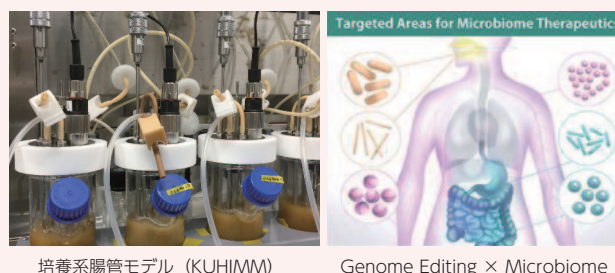 Targeted Areas for Microbiome Therapeutics
培養系腸管モデル（KUHIMM）
Genome Editing × Microbiome